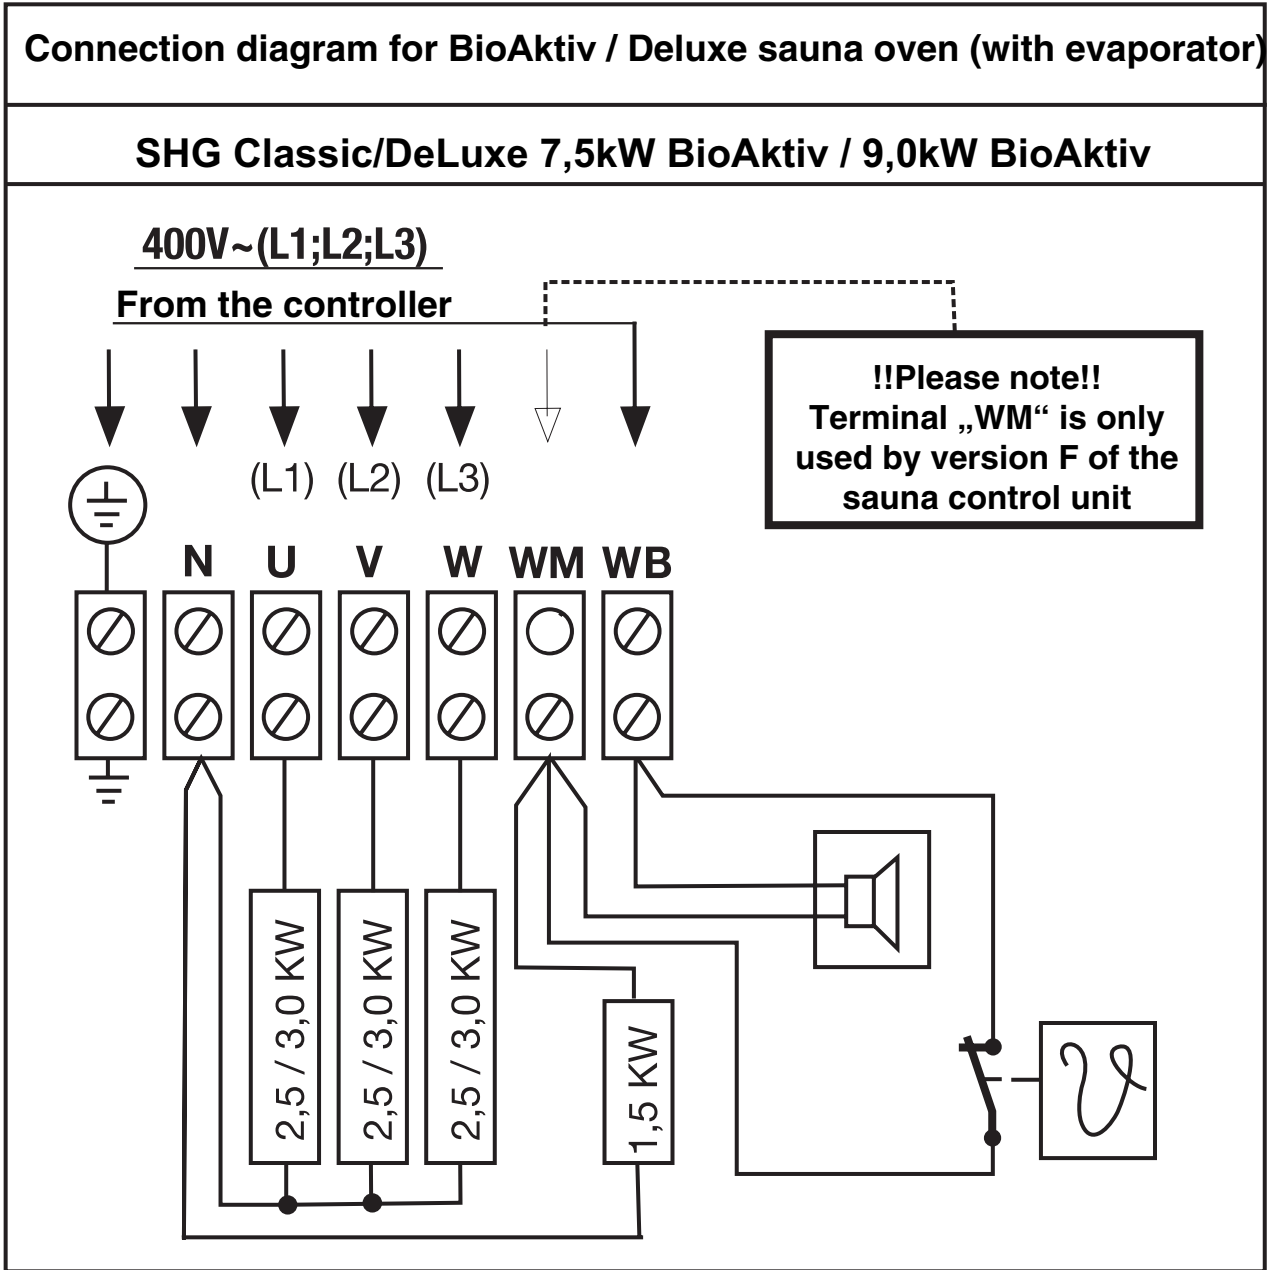 Connection diagram for BioAktiv / Deluxe sauna oven (with evaporator)
SHG Classic/DeLuxe 7,5kW BioAktiv / 9,0kW BioAktiv
400V~(L1;L2;L3)
From the controller
!!Please note!!
Terminal „WM“ is only
used by version F of the
sauna control unit
(L1) (L2) (L3)
N U V W WM WB
2,5 / 3,0 KW
2,5 / 3,0 KW
2,5 / 3,0 KW
1,5 KW
ϑ